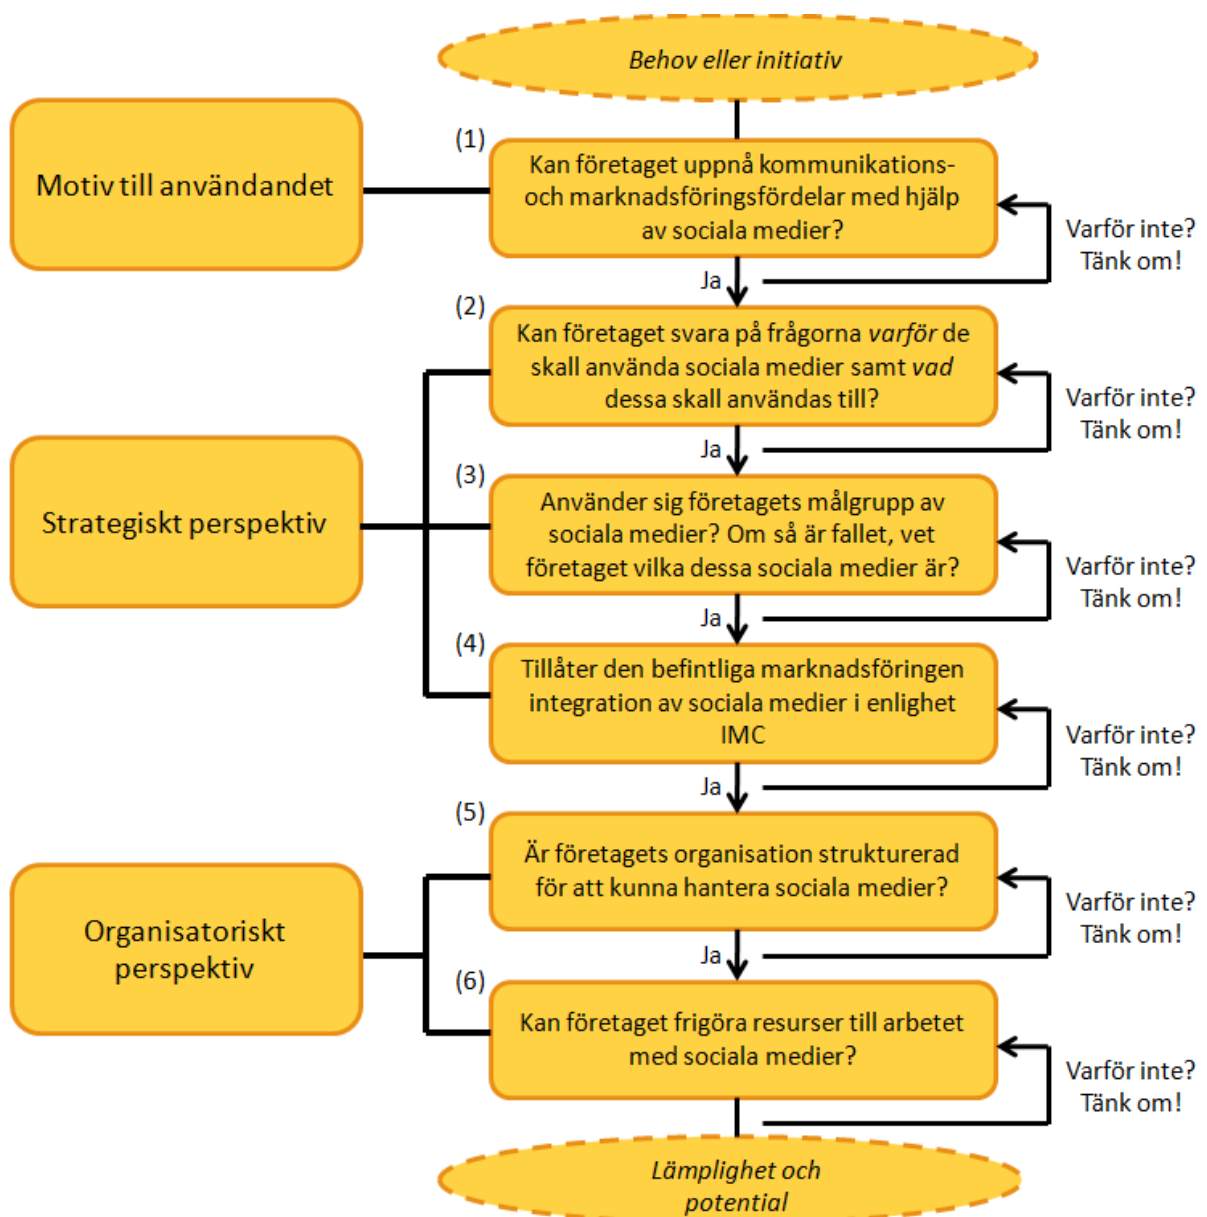 Behov eller initiativ
Motiv till användandet
(1)
Kan företaget uppnå kommunikations-
och marknadsföringsfördelar med hjälp
av sociala medier?
Varför inte?
Tänk om!
Ja
(2)
Kan företaget svara på frågorna varför de
skall använda sociala medier samt vad
dessa skall användas till?
Varför inte?
Tänk om!
Ja
Strategiskt perspektiv
(3)
Använder sig företagets målgrupp av
sociala medier? Om så är fallet, vet
företaget vilka dessa sociala medier är?
Varför inte?
Tänk om!
Ja
(4)
Tillåter den befintliga marknadsföringen
integration av sociala medier i enlighet
IMC
Varför inte?
Tänk om!
Ja
Organisatoriskt
perspektiv
(5)
Är företagets organisation strukturerad
för att kunna hantera sociala medier?
Varför inte?
Tänk om!
Ja
(6)
Kan företaget frigöra resurser till arbetet
med sociala medier?
Varför inte?
Tänk om!
Lämplighet och
potential